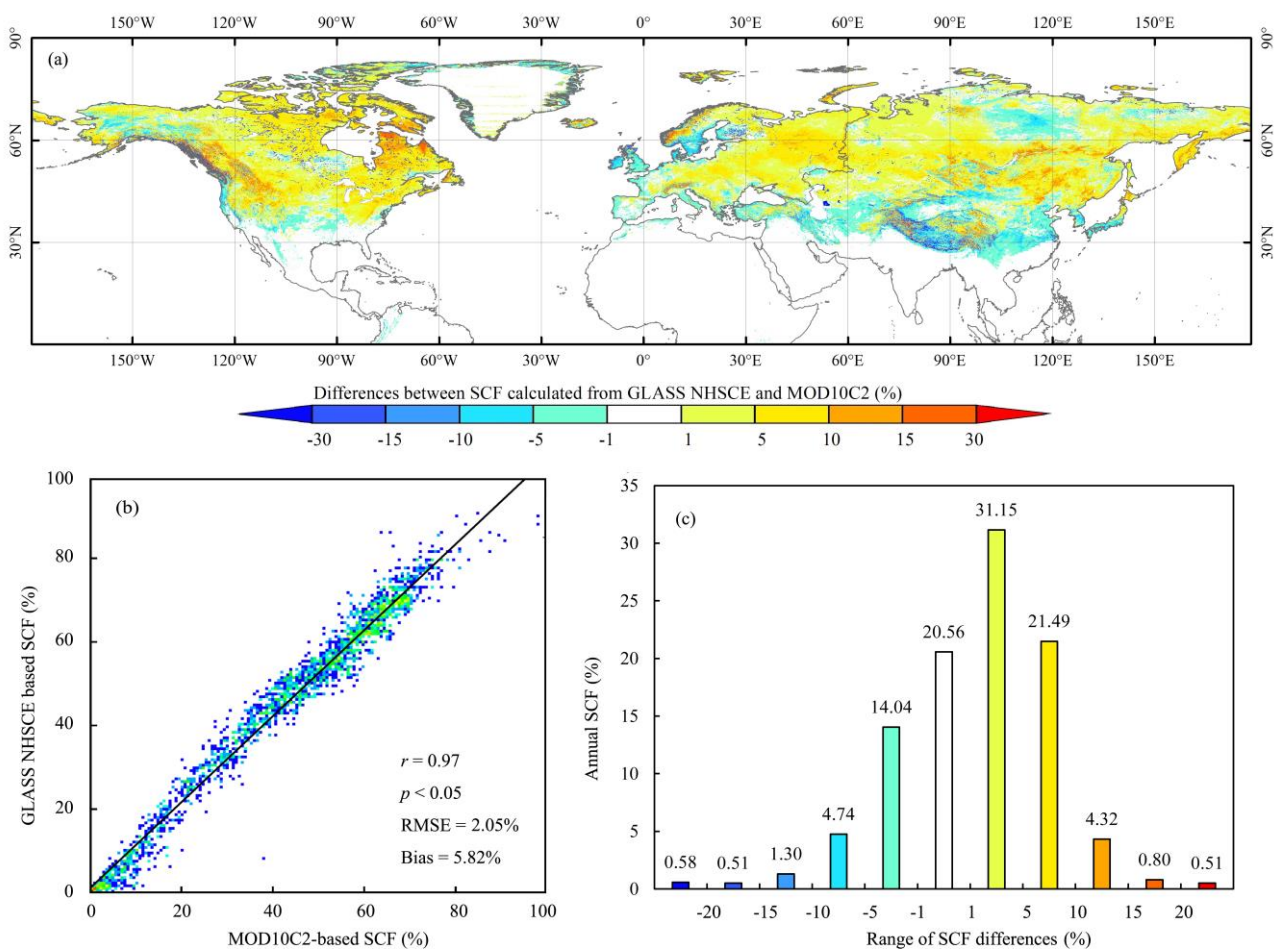 150°W 120°W 90°W 60°W 30°W 0° 30°E 60°E 90°E 120°E 150°E
90° (a) 90°
60°N 60°N
30°N 30°N
150°W 120°W 90°W 60°W 30°W 0° 30°E 60°E 90°E 120°E 150°E
Differences between SCF calculated from GLASS NHSCE and MOD10C2 (%)
-30 -15 -10 -5 -1 1 5 10 15 30
(b)
GLASS NHSCE based SCF (%)
100
80
60
40
20
0
r = 0.97
p < 0.05
RMSE = 2.05%
Bias = 5.82%
0 20 40 60 80 100
MOD10C2-based SCF (%)
(c)
Annual SCF (%)
35
30
25
20
15
10
5
0
0.58 0.51 1.30 4.74 14.04 20.56 31.15 21.49 4.32 0.80 0.51
-20 -15 -10 -5 -1 1 5 10 15 20
Range of SCF differences (%)